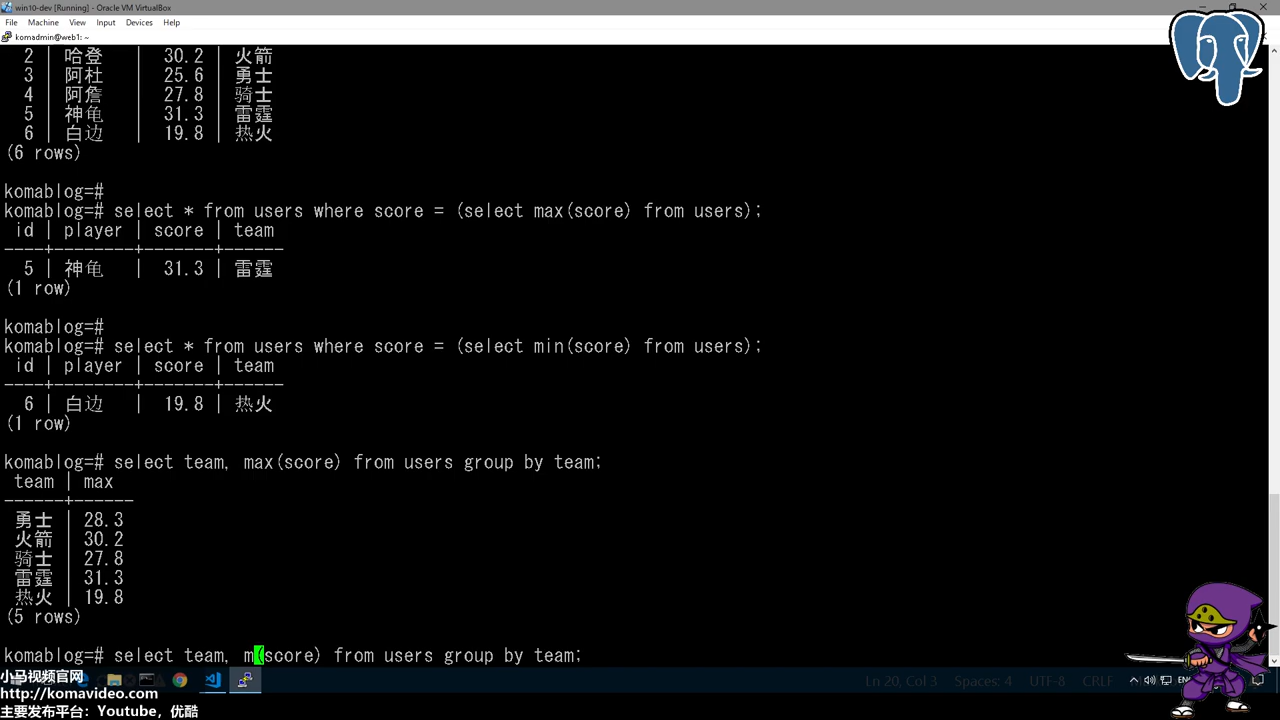 win10-dev [Running] - Oracle VM VirtualBox
File Machine View Input Devices Help
komadmin@web1: ~
2 | 哈登 | 30.2 | 火箭
3 | 阿杜 | 25.6 | 勇士
4 | 阿詹 | 27.8 | 骑士
5 | 神龟 | 31.3 | 雷霆
6 | 白边 | 19.8 | 热火
(6 rows)
komablog=#
komablog=# select * from users where score = (select max(score) from users);
id | player | score | team
----+--------+-------+------
5 | 神龟 | 31.3 | 雷霆
(1 row)
komablog=#
komablog=# select * from users where score = (select min(score) from users);
id | player | score | team
----+--------+-------+------
6 | 白边 | 19.8 | 热火
(1 row)
komablog=# select team, max(score) from users group by team;
team | max
------+------
勇士 | 28.3
火箭 | 30.2
骑士 | 27.8
雷霆 | 31.3
热火 | 19.8
(5 rows)
komablog=# select team, m(score) from users group by team;
Ln 20, Col 3 Spaces: 4 UTF-8 CRLF
ENG
小马视频官网
http://komavideo.com
主要发布平台：Youtube，优酷